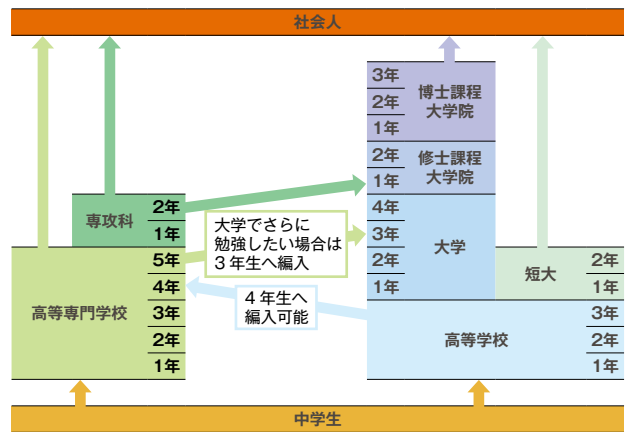 社会人
3年
2年
1年
博士課程
大学院
2年
1年
修士課程
大学院
専攻科
2年
1年
大学でさらに
勉強したい場合は
3年生へ編入
4年
3年
2年
1年
大学
短大
2年
1年
高等専門学校
5年
4年
3年
2年
1年
4年生へ
編入可能
高等学校
3年
2年
1年
中学生